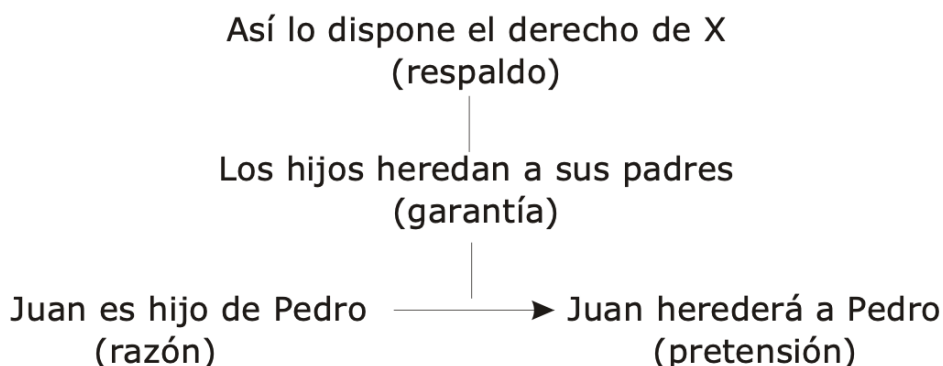 Así lo dispone el derecho de X
(respaldo)
Los hijos heredan a sus padres
(garantía)
Juan es hijo de Pedro
(razón)
Juan herederá a Pedro
(pretensión)